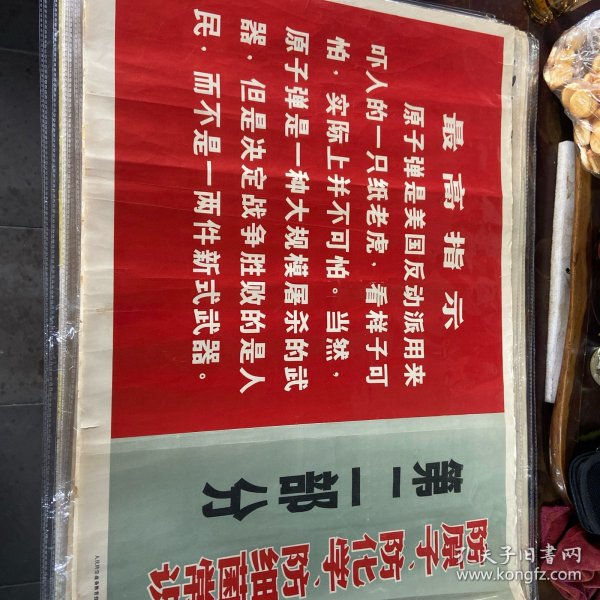 最高指示
原子弹是美国反动派用来
吓人的一只纸老虎，看样子可
怕，实际上并不可怕。当然，
原子弹是一种大规模屠杀的武
器，但是决定战争胜败的是人
民，而不是一两件新式武器。
第二部分
防原子、防化学、防细菌常识
孔夫子旧书网
www.kongfz.com